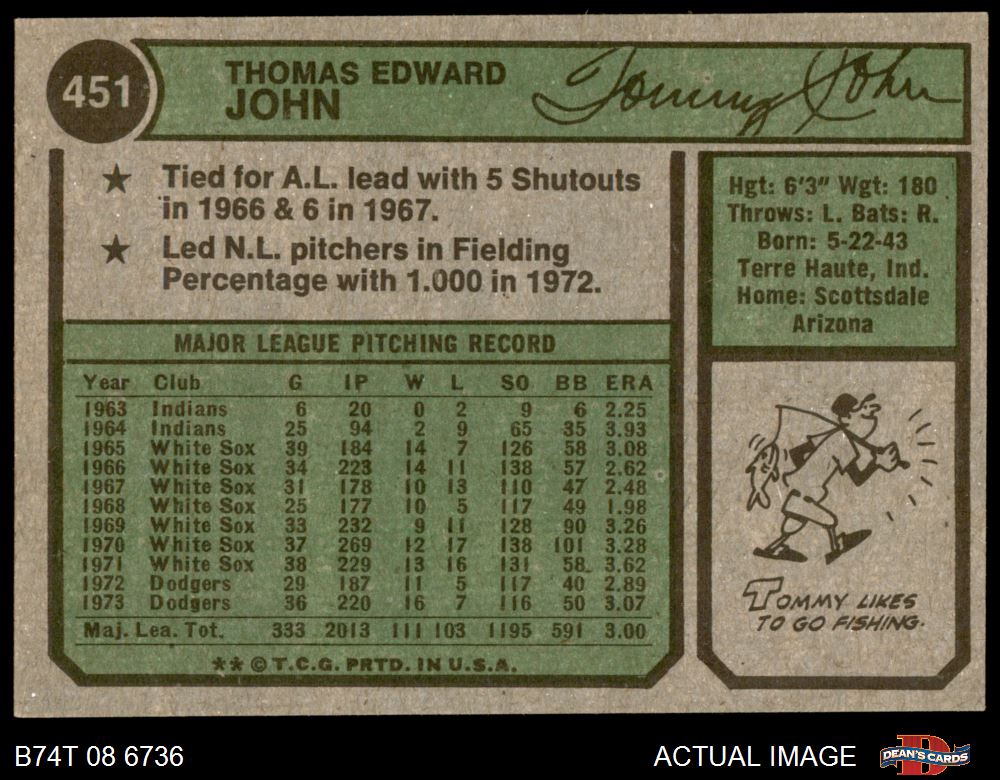 451
THOMAS EDWARD
JOHN
Tommy John
★ Tied for A.L. lead with 5 Shutouts
in 1966 & 6 in 1967.
★ Led N.L. pitchers in Fielding
Percentage with 1.000 in 1972.
Hgt: 6'3" Wgt: 180
Throws: L. Bats: R.
Born: 5-22-43
Terre Haute, Ind.
Home: Scottsdale
Arizona
MAJOR LEAGUE PITCHING RECORD
Year Club G IP W L SO BB ERA
1963 Indians 6 20 0 2 9 6 2.25
1964 Indians 25 94 2 9 65 35 3.93
1965 White Sox 39 184 14 7 126 58 3.08
1966 White Sox 34 223 14 11 138 57 2.62
1967 White Sox 31 178 10 13 110 47 2.48
1968 White Sox 25 177 10 5 117 49 1.98
1969 White Sox 33 232 9 11 128 90 3.26
1970 White Sox 37 269 12 17 138 101 3.28
1971 White Sox 38 229 13 16 131 58 3.62
1972 Dodgers 29 187 11 5 117 40 2.89
1973 Dodgers 36 220 16 7 116 50 3.07
Maj. Lea. Tot. 333 2013 111 103 1195 591 3.00
** © T.C.G. PRTD. IN U.S.A.
TOMMY LIKES
TO GO FISHING.
B74T 08 6736
ACTUAL IMAGE
DEAN'S CARDS